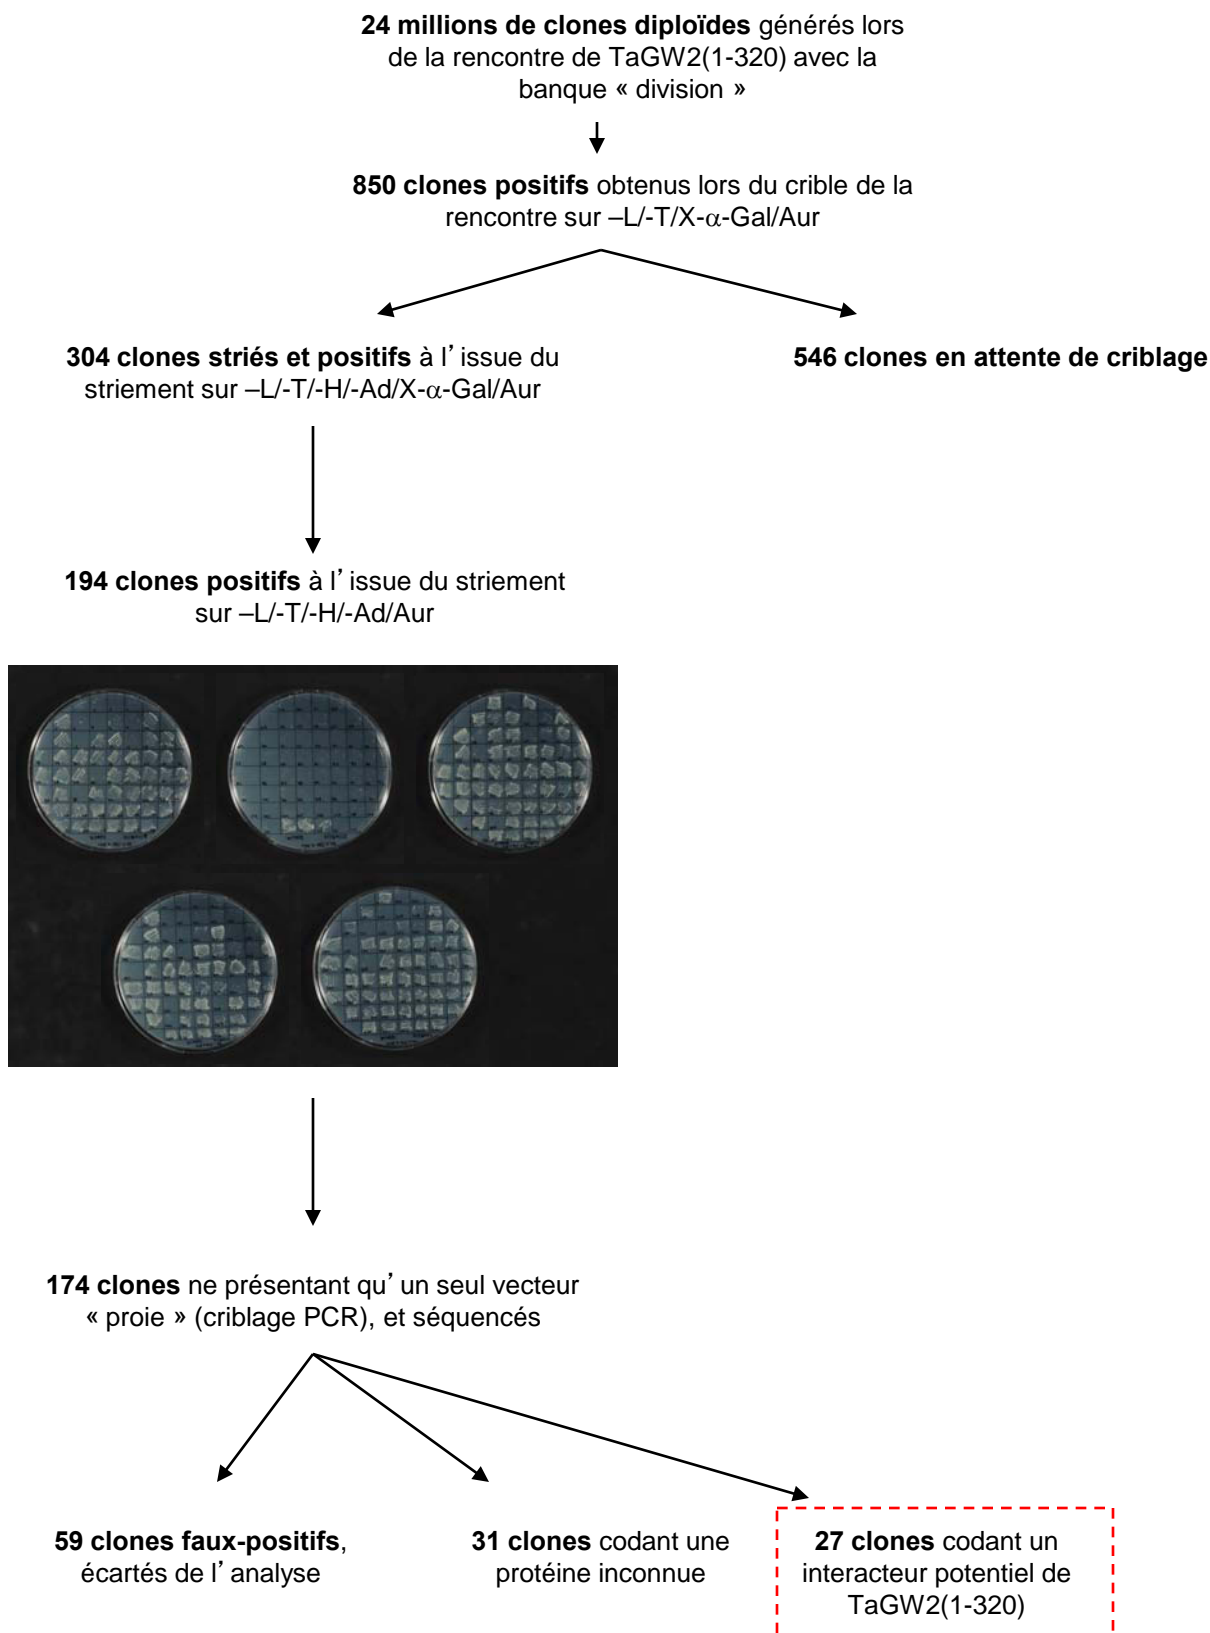 24 millions de clones diploïdes générés lors
de la rencontre de TaGW2(1-320) avec la
banque « division »
850 clones positifs obtenus lors du crible de la
rencontre sur –L/-T/X-α-Gal/Aur
304 clones striés et positifs à l’issue du
striement sur –L/-T/-H/-Ad/X-α-Gal/Aur
546 clones en attente de criblage
194 clones positifs à l’issue du striement
sur –L/-T/-H/-Ad/Aur
174 clones ne présentant qu’un seul vecteur
« proie » (criblage PCR), et séquencés
59 clones faux-positifs,
écartés de l’analyse
31 clones codant une
protéine inconnue
27 clones codant un
interacteur potentiel de
TaGW2(1-320)